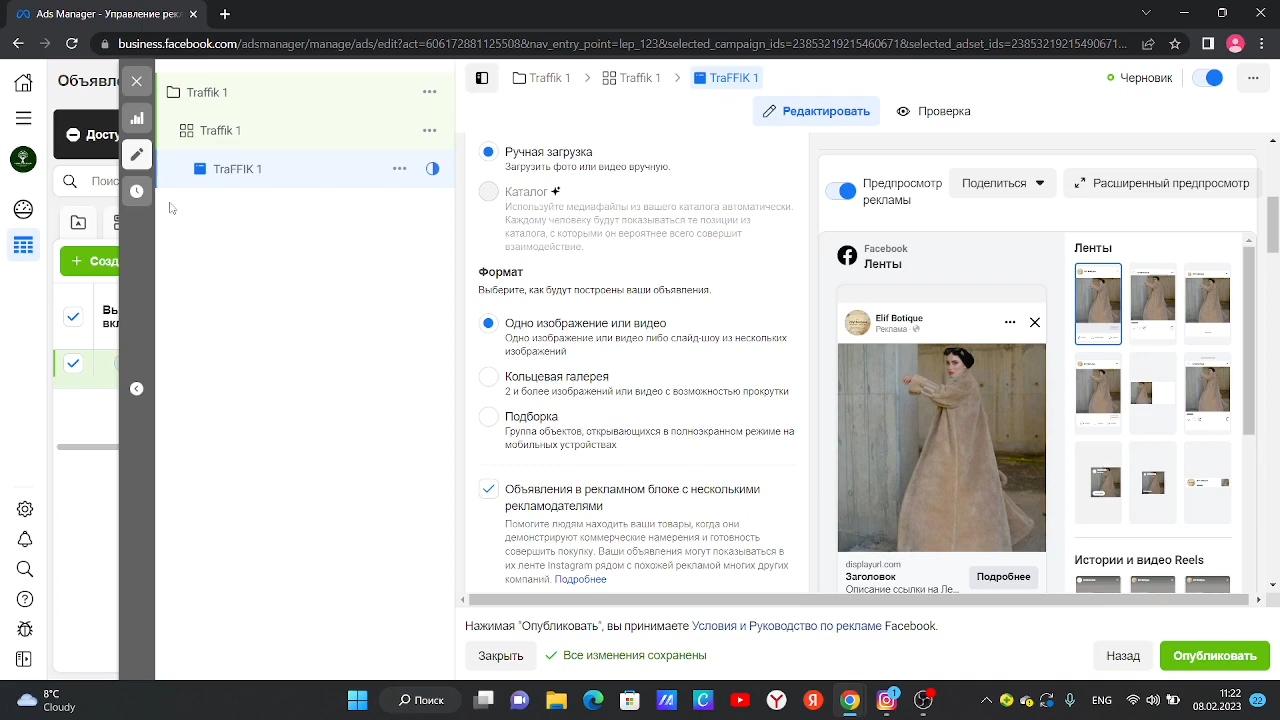 Ads Manager - Управление рек
business.facebook.com/adsmanager/manage/ads/edit?act=606172881125508&nav_entry_point=lep_123&selected_campaign_ids=23853219215460671&selected_adset_ids=23853219215490671...
Объявле
Досту
Поис
Созд
Вы
вкл
Traffik 1
Traffik 1
TraFFIK 1
Traffik 1
Traffik 1
TraFFIK 1
Черновик
Редактировать
Проверка
Ручная загрузка
Загрузить фото или видео вручную.
Каталог
Используйте медиафайлы из вашего каталога автоматически.
Каждому человеку будут показываться те позиции из
каталога, с которыми он вероятнее всего совершит
взаимодействие.
Формат
Выберите, как будут построены ваши объявления.
Одно изображение или видео
Одно изображение или видео либо слайд-шоу из нескольких
изображений
Кольцевая галерея
2 и более изображений или видео с возможностью прокрутки
Подборка
Группа объектов, открывающихся в полноэкранном режиме на
мобильных устройствах
Объявления в рекламном блоке с несколькими
рекламодателями
Помогите людям находить ваши товары, когда они
демонстрируют коммерческие намерения и готовность
совершить покупку. Ваши объявления могут показываться в
их ленте Instagram рядом с похожей рекламой многих других
компаний. Подробнее
Предпросмотр
рекламы
Поделиться
Расширенный предпросмотр
Facebook
Ленты
Elif Botique
Реклама
displayurl.com
Заголовок
Описание ссылки на Ле...
Подробнее
Ленты
Истории и видео Reels
Нажимая "Опубликовать", вы принимаете Условия и Руководство по рекламе Facebook.
Закрыть
Все изменения сохранены
Назад
Опубликовать
8°C
Cloudy
Поиск
1
ENG
11:22
08.02.2023
22